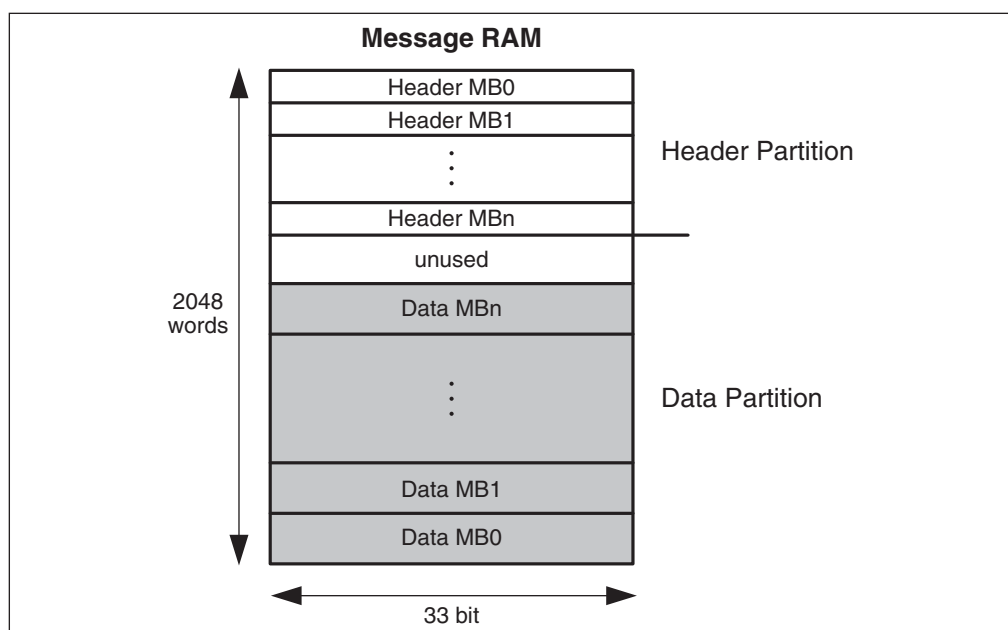 Message RAM
Header MB0
Header MB1
Header Partition
Header MBn
unused
Data MBn
2048
words
Data Partition
Data MB1
Data MB0
33 bit